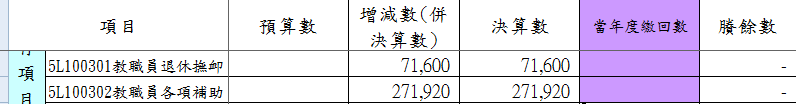 項目 預算數 增減數(併決算數) 決算數 當年度繳回數 賸餘數
項目
5L100301教職員退休撫卹 71,600 71,600 -
5L100302教職員各項補助 271,920 271,920 -